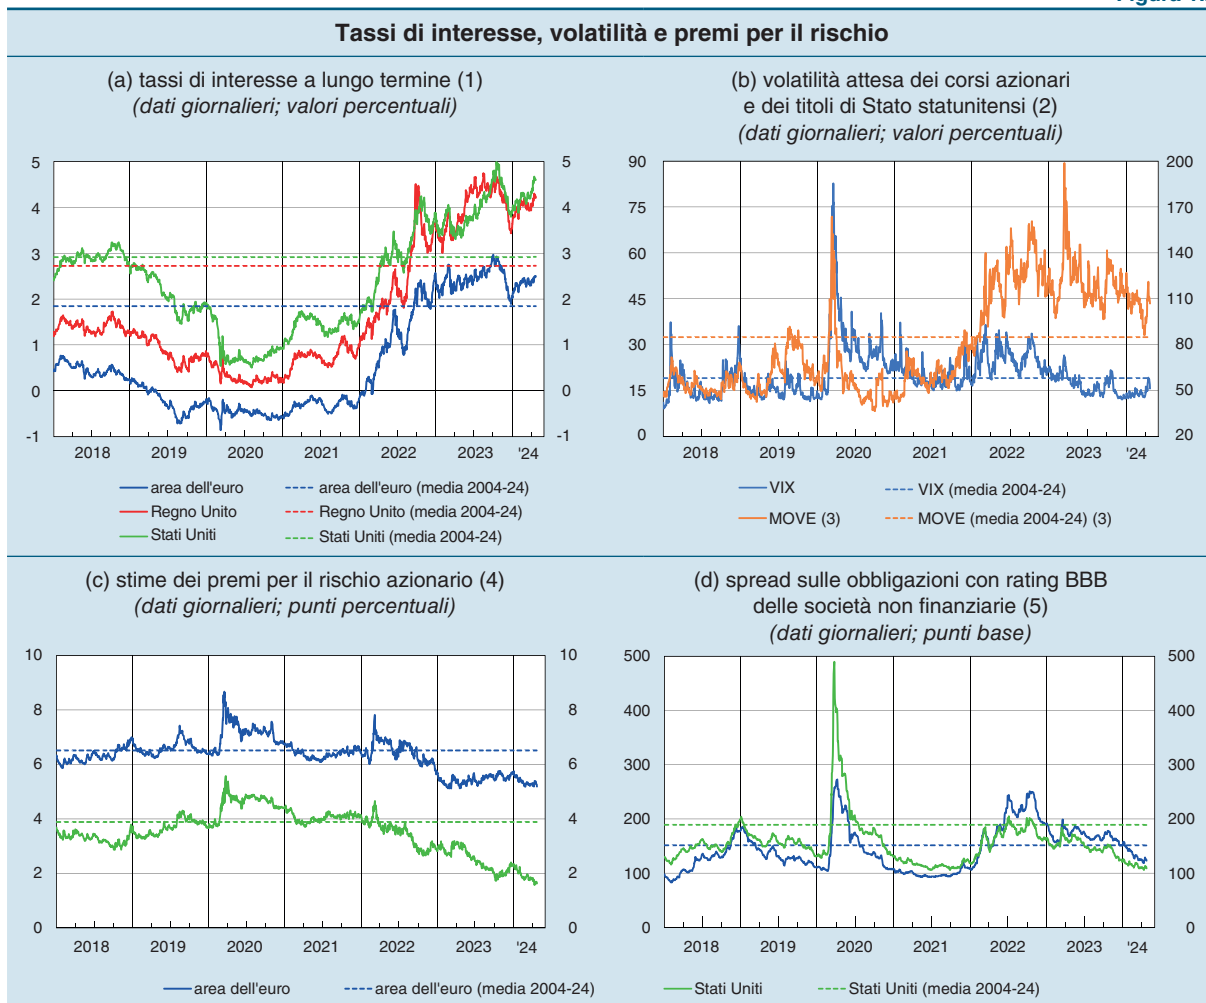 Tassi di interesse, volatilità e premi per il rischio
(a) tassi di interesse a lungo termine (1)
(dati giornalieri; valori percentuali)
5
4
3
2
1
0
-1
5
4
3
2
1
0
-1
2018 2019 2020 2021 2022 2023 '24
area dell'euro
area dell'euro (media 2004-24)
Regno Unito
Regno Unito (media 2004-24)
Stati Uniti
Stati Uniti (media 2004-24)
(b) volatilità attesa dei corsi azionari
e dei titoli di Stato statunitensi (2)
(dati giornalieri; valori percentuali)
90
75
60
45
30
15
0
200
170
140
110
80
50
20
2018 2019 2020 2021 2022 2023 '24
VIX
VIX (media 2004-24)
MOVE (3)
MOVE (media 2004-24) (3)
(c) stime dei premi per il rischio azionario (4)
(dati giornalieri; punti percentuali)
10
8
6
4
2
0
10
8
6
4
2
0
2018 2019 2020 2021 2022 2023 '24
(d) spread sulle obbligazioni con rating BBB
delle società non finanziarie (5)
(dati giornalieri; punti base)
500
400
300
200
100
0
500
400
300
200
100
0
2018 2019 2020 2021 2022 2023 '24
area dell'euro
area dell'euro (media 2004-24)
Stati Uniti
Stati Uniti (media 2004-24)